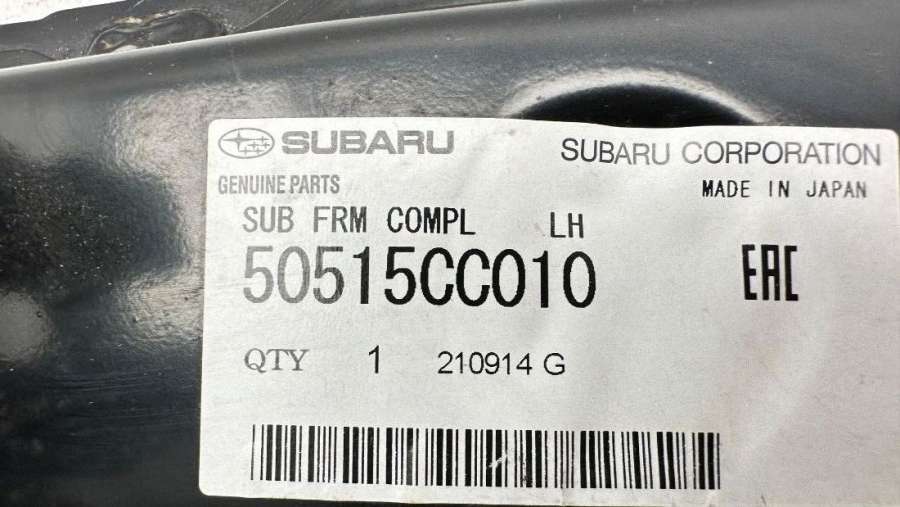 SUBARU SUBARU CORPORATION
GENUINE PARTS MADE IN JAPAN
SUB FRM COMPL LH
50515CC010 EAC
QTY 1 210914 G